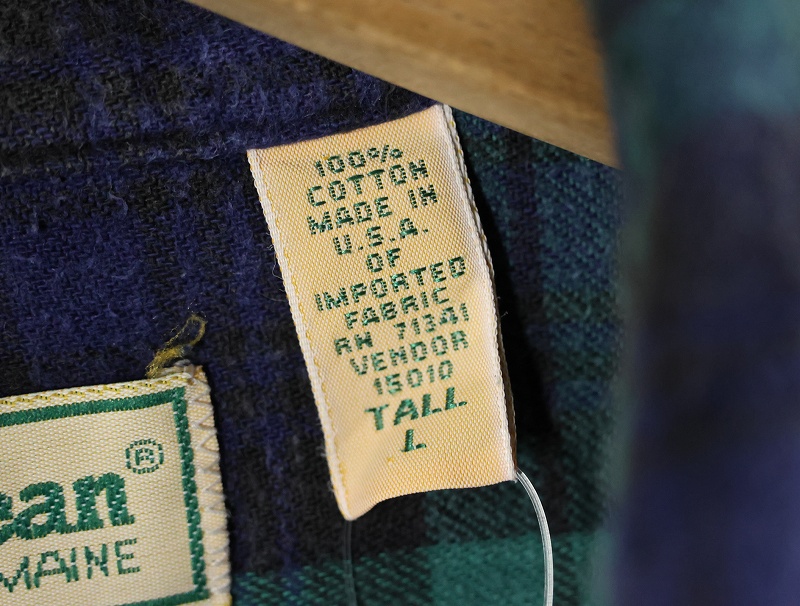 100%
COTTON
MADE IN
U.S.A.
OF
IMPORTED
FABRIC
RN 71341
VENDOR
15010
TALL
L
ean®
MAINE